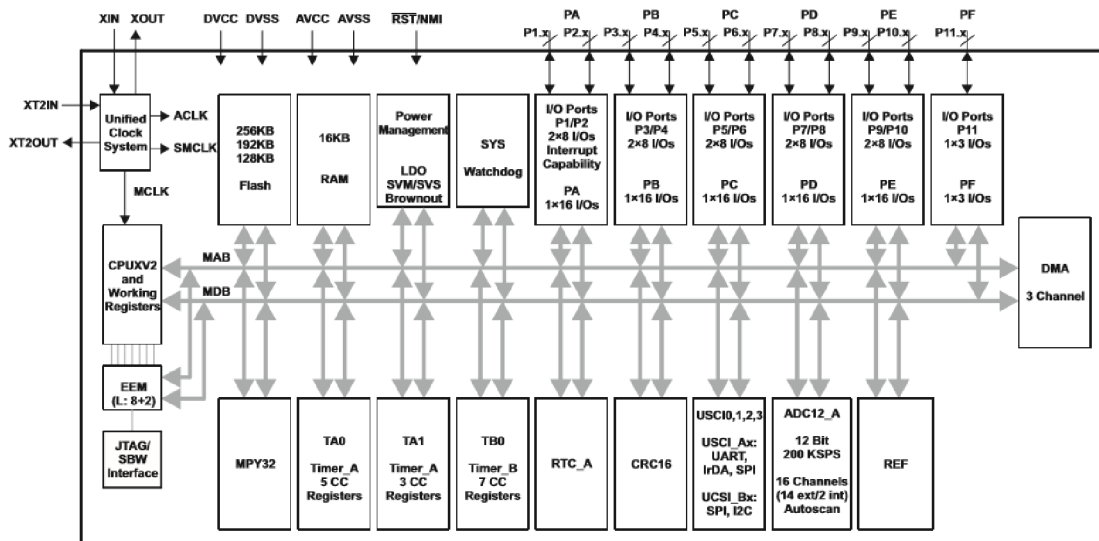 XIN XOUT DVCC DVSS AVCC AVSS RST/NMI PA PB PC PD PE PF
P1.x P2.x P3.x P4.x P5.x P6.x P7.x P8.x P9.x P10.x P11.x
XT2IN
XT2OUT
Unified
Clock
System
ACLK
SMCLK
MCLK
256KB
192KB
128KB
Flash
16KB
RAM
Power
Management
LDO
SVM/SVS
Brownout
SYS
Watchdog
I/O Ports
P1/P2
2×8 I/Os
Interrupt
Capability
PA
1×16 I/Os
I/O Ports
P3/P4
2×8 I/Os
PB
1×16 I/Os
I/O Ports
P5/P6
2×8 I/Os
PC
1×16 I/Os
I/O Ports
P7/P8
2×8 I/Os
PD
1×16 I/Os
I/O Ports
P9/P10
2×8 I/Os
PE
1×16 I/Os
I/O Ports
P11
1×3 I/Os
PF
1×3 I/Os
CPUXV2
and
Working
Registers
MAB
MDB
DMA
3 Channel
EEM
(L: 8+2)
JTAG/
SBW
Interface
MPY32
TA0
Timer_A
5 CC
Registers
TA1
Timer_A
3 CC
Registers
TB0
Timer_B
7 CC
Registers
RTC_A
CRC16
USCI0,1,2,3
USCI_Ax:
UART,
IrDA, SPI
UCSI_Bx:
SPI, I2C
ADC12_A
12 Bit
200 KSPS
16 Channels
(14 ext/2 int)
Autoscan
REF